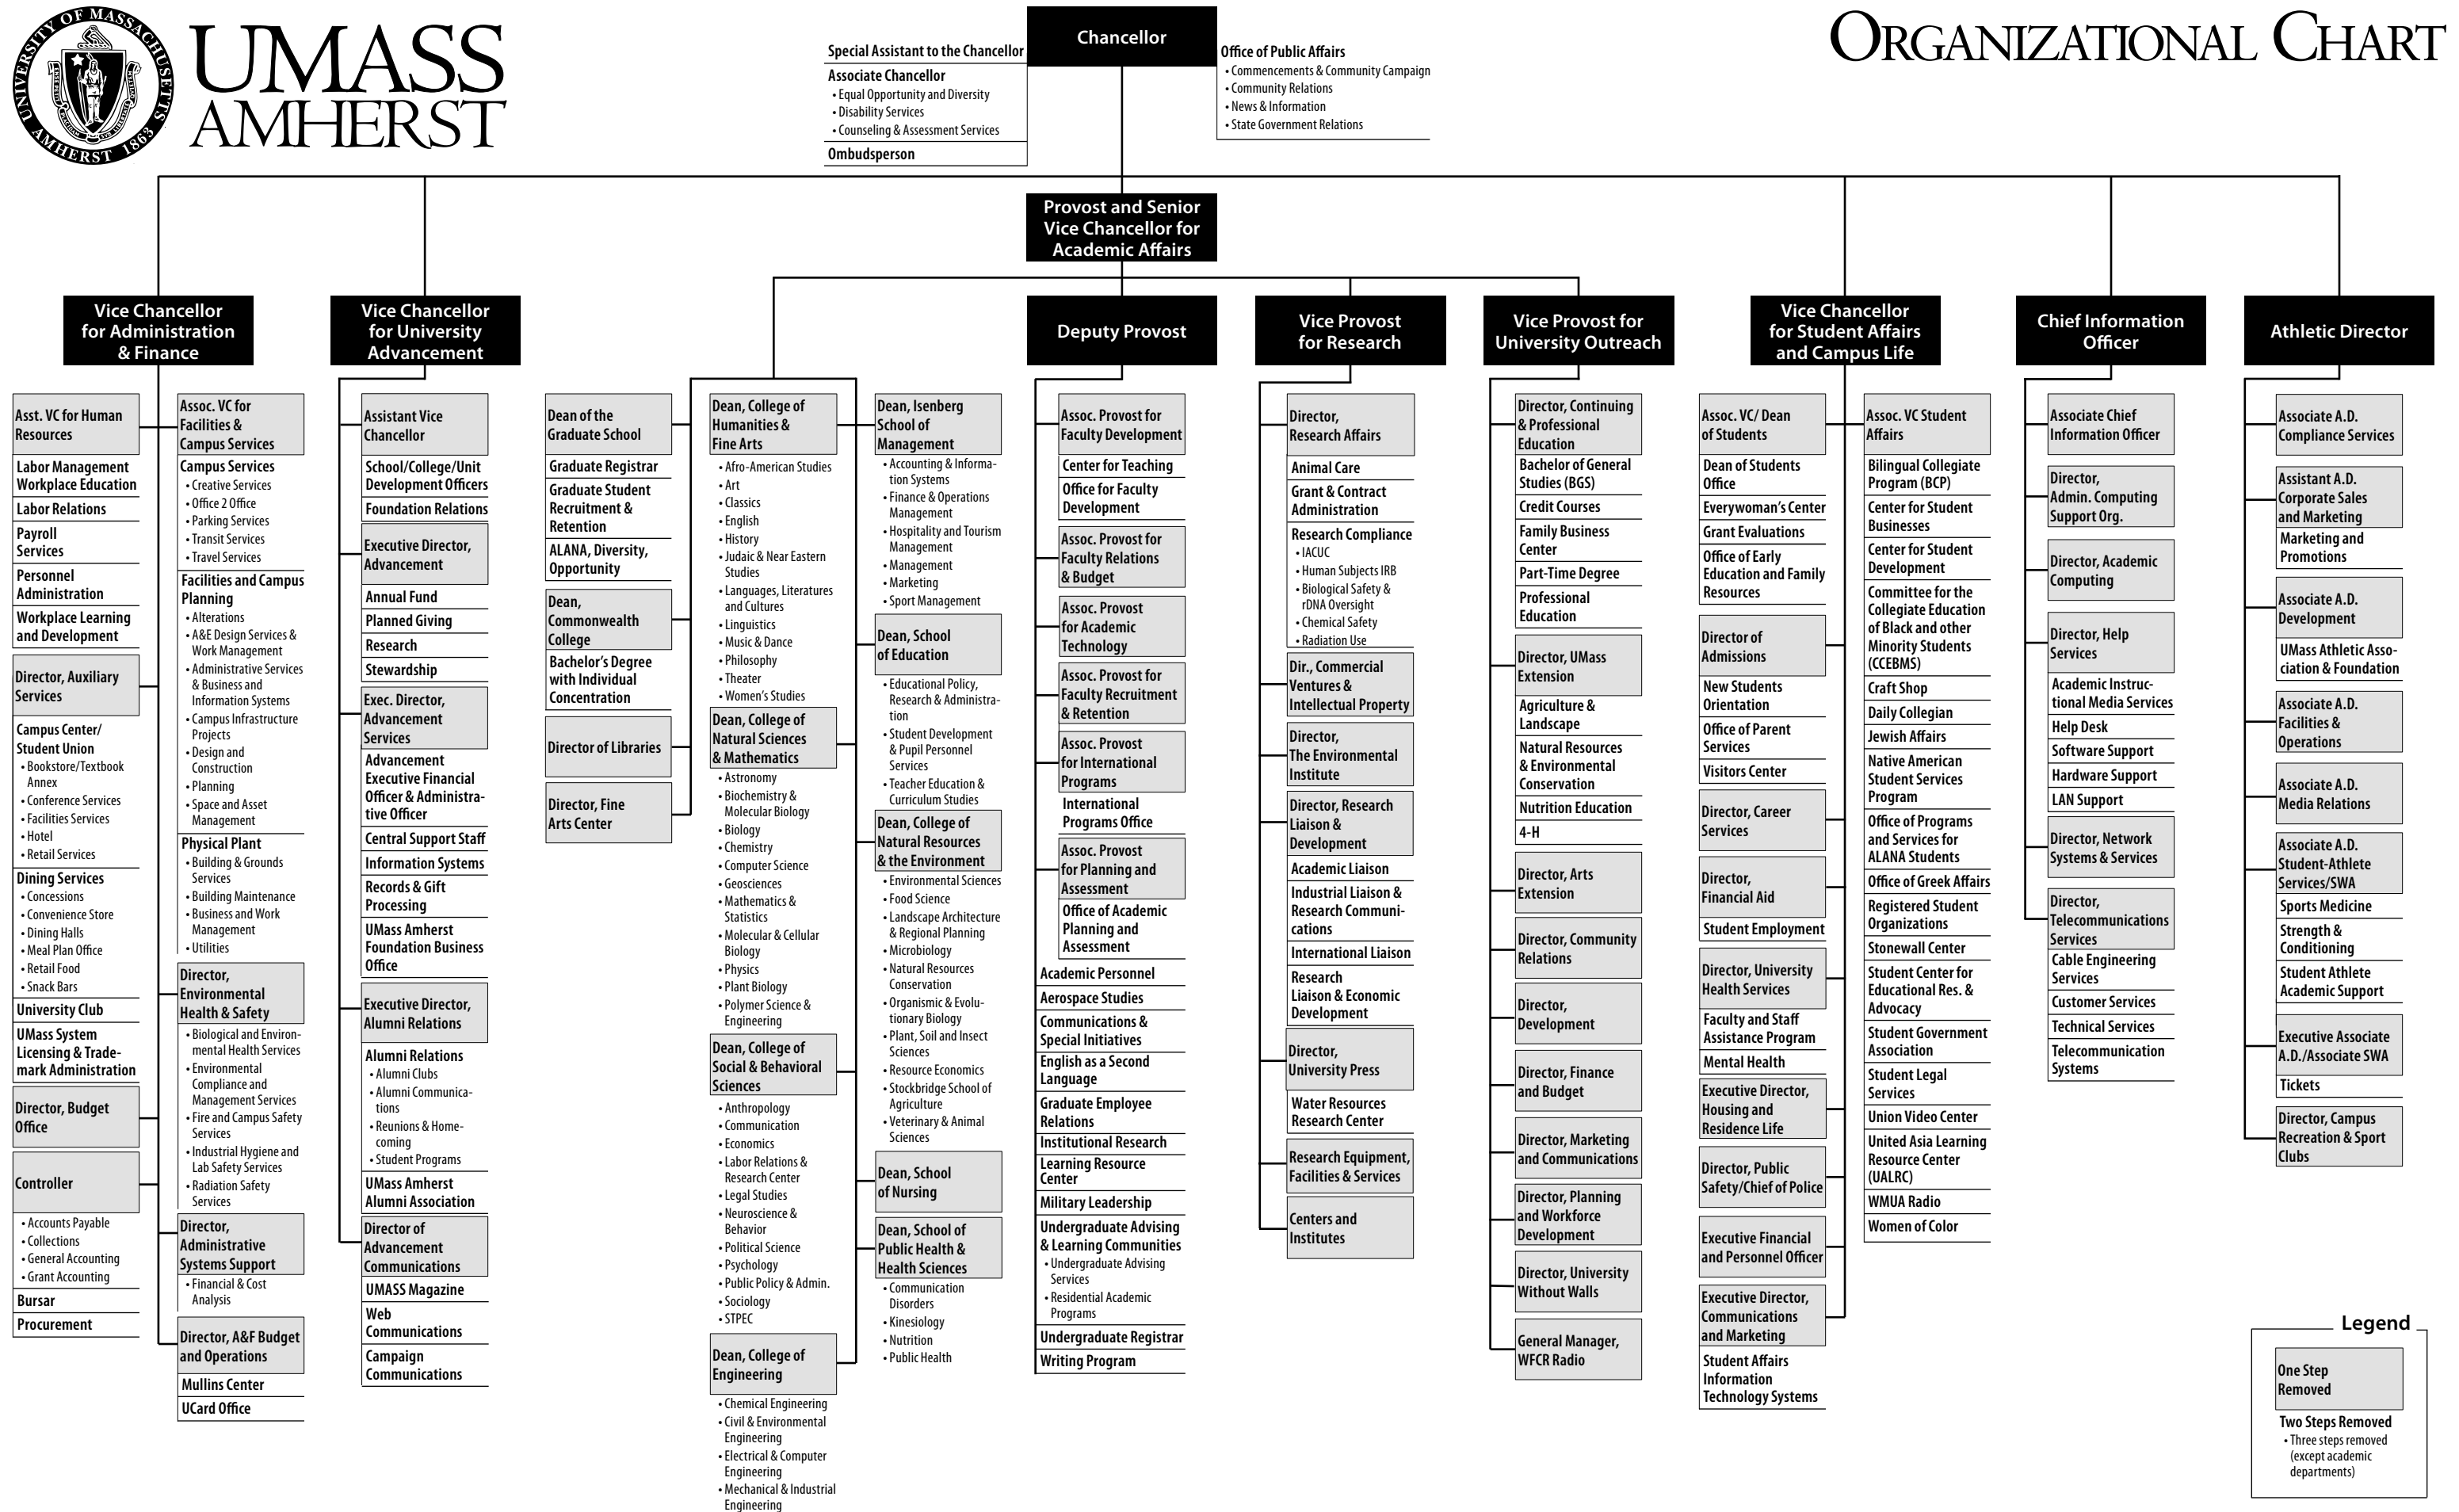 UNIVERSITY OF MASSACHUSETTS
AMHERST 1863
UMASS
AMHERST
ORGANIZATIONAL CHART
Chancellor
Special Assistant to the Chancellor
Associate Chancellor
• Equal Opportunity and Diversity
• Disability Services
• Counseling & Assessment Services
Ombudsperson
Office of Public Affairs
• Commencements & Community Campaign
• Community Relations
• News & Information
• State Government Relations
Provost and Senior
Vice Chancellor for
Academic Affairs
Vice Chancellor
for Administration
& Finance
Asst. VC for Human
Resources
Labor Management
Workplace Education
Labor Relations
Payroll
Services
Personnel
Administration
Workplace Learning
and Development
Director, Auxiliary
Services
Campus Center/
Student Union
• Bookstore/Textbook
Annex
• Conference Services
• Facilities Services
• Hotel
• Retail Services
Dining Services
• Concessions
• Convenience Store
• Dining Halls
• Meal Plan Office
• Retail Food
• Snack Bars
University Club
UMass System
Licensing & Trade-
mark Administration
Director, Budget
Office
Controller
• Accounts Payable
• Collections
• General Accounting
• Grant Accounting
Bursar
Procurement
Assoc. VC for
Facilities &
Campus Services
Campus Services
• Creative Services
• Office 2 Office
• Parking Services
• Transit Services
• Travel Services
Facilities and Campus
Planning
• Alterations
• A&E Design Services &
Work Management
• Administrative Services
& Business and
Information Systems
• Campus Infrastructure
Projects
• Design and
Construction
• Planning
• Space and Asset
Management
Physical Plant
• Building & Grounds
Services
• Building Maintenance
• Business and Work
Management
• Utilities
Director,
Environmental
Health & Safety
• Biological and Environ-
mental Health Services
• Environmental
Compliance and
Management Services
• Fire and Campus Safety
Services
• Industrial Hygiene and
Lab Safety Services
• Radiation Safety
Services
Director,
Administrative
Systems Support
• Financial & Cost
Analysis
Director, A&F Budget
and Operations
Mullins Center
UCard Office
Vice Chancellor
for University
Advancement
Assistant Vice
Chancellor
School/College/Unit
Development Officers
Foundation Relations
Executive Director,
Advancement
Annual Fund
Planned Giving
Research
Stewardship
Exec. Director,
Advancement
Services
Advancement
Executive Financial
Officer & Administra-
tive Officer
Central Support Staff
Information Systems
Records & Gift
Processing
UMass Amherst
Foundation Business
Office
Executive Director,
Alumni Relations
Alumni Relations
• Alumni Clubs
• Alumni Communica-
tions
• Reunions & Home-
coming
• Student Programs
UMass Amherst
Alumni Association
Director of
Advancement
Communications
UMASS Magazine
Web
Communications
Campaign
Communications
Dean of the
Graduate School
Graduate Registrar
Graduate Student
Recruitment &
Retention
ALANA, Diversity,
Opportunity
Dean,
Commonwealth
College
Bachelor's Degree
with Individual
Concentration
Director of Libraries
Director, Fine
Arts Center
Dean, College of
Humanities &
Fine Arts
• Afro-American Studies
• Art
• Classics
• English
• History
• Judaic & Near Eastern
Studies
• Languages, Literatures
and Cultures
• Linguistics
• Music & Dance
• Philosophy
• Theater
• Women's Studies
Dean, College of
Natural Sciences
& Mathematics
• Astronomy
• Biochemistry &
Molecular Biology
• Biology
• Chemistry
• Computer Science
• Geosciences
• Mathematics &
Statistics
• Molecular & Cellular
Biology
• Physics
• Plant Biology
• Polymer Science &
Engineering
Dean, College of
Social & Behavioral
Sciences
• Anthropology
• Communication
• Economics
• Labor Relations &
Research Center
• Legal Studies
• Neuroscience &
Behavior
• Political Science
• Psychology
• Public Policy & Admin.
• Sociology
• STPEC
Dean, College of
Engineering
• Chemical Engineering
• Civil & Environmental
Engineering
• Electrical & Computer
Engineering
• Mechanical & Industrial
Engineering
Dean, Isenberg
School of
Management
• Accounting & Informa-
tion Systems
• Finance & Operations
Management
• Hospitality and Tourism
Management
• Management
• Marketing
• Sport Management
Dean, School
of Education
• Educational Policy,
Research & Administra-
tion
• Student Development
& Pupil Personnel
Services
• Teacher Education &
Curriculum Studies
Dean, College of
Natural Resources
& the Environment
• Environmental Sciences
• Food Science
• Landscape Architecture
& Regional Planning
• Microbiology
• Natural Resources
Conservation
• Organismic & Evolu-
tionary Biology
• Plant, Soil and Insect
Sciences
• Resource Economics
• Stockbridge School of
Agriculture
• Veterinary & Animal
Sciences
Dean, School
of Nursing
Dean, School of
Public Health &
Health Sciences
• Communication
Disorders
• Kinesiology
• Nutrition
• Public Health
Deputy Provost
Assoc. Provost for
Faculty Development
Center for Teaching
Office for Faculty
Development
Assoc. Provost for
Faculty Relations
& Budget
Assoc. Provost
for Academic
Technology
Assoc. Provost for
Faculty Recruitment
& Retention
Assoc. Provost
for International
Programs
International
Programs Office
Assoc. Provost
for Planning and
Assessment
Office of Academic
Planning and
Assessment
Academic Personnel
Aerospace Studies
Communications &
Special Initiatives
English as a Second
Language
Graduate Employee
Relations
Institutional Research
Learning Resource
Center
Military Leadership
Undergraduate Advising
& Learning Communities
• Undergraduate Advising
Services
• Residential Academic
Programs
Undergraduate Registrar
Writing Program
Vice Provost
for Research
Director,
Research Affairs
Animal Care
Grant & Contract
Administration
Research Compliance
• IACUC
• Human Subjects IRB
• Biological Safety &
rDNA Oversight
• Chemical Safety
• Radiation Use
Dir., Commercial
Ventures &
Intellectual Property
Director,
The Environmental
Institute
Director, Research
Liaison &
Development
Academic Liaison
Industrial Liaison &
Research Communi-
cations
International Liaison
Research
Liaison & Economic
Development
Director,
University Press
Water Resources
Research Center
Research Equipment,
Facilities & Services
Centers and
Institutes
Vice Provost for
University Outreach
Director, Continuing
& Professional
Education
Bachelor of General
Studies (BGS)
Credit Courses
Family Business
Center
Part-Time Degree
Professional
Education
Director, UMass
Extension
Agriculture &
Landscape
Natural Resources
& Environmental
Conservation
Nutrition Education
4-H
Director, Arts
Extension
Director, Community
Relations
Director,
Development
Director, Finance
and Budget
Director, Marketing
and Communications
Director, Planning
and Workforce
Development
Director, University
Without Walls
General Manager,
WFCR Radio
Vice Chancellor
for Student Affairs
and Campus Life
Assoc. VC/ Dean
of Students
Dean of Students
Office
Everywoman's Center
Grant Evaluations
Office of Early
Education and Family
Resources
Director of
Admissions
New Students
Orientation
Office of Parent
Services
Visitors Center
Director, Career
Services
Director,
Financial Aid
Student Employment
Director, University
Health Services
Faculty and Staff
Assistance Program
Mental Health
Executive Director,
Housing and
Residence Life
Director, Public
Safety/Chief of Police
Executive Financial
and Personnel Officer
Executive Director,
Communications
and Marketing
Student Affairs
Information
Technology Systems
Assoc. VC Student
Affairs
Bilingual Collegiate
Program (BCP)
Center for Student
Businesses
Center for Student
Development
Committee for the
Collegiate Education
of Black and other
Minority Students
(CCEBMS)
Craft Shop
Daily Collegian
Jewish Affairs
Native American
Student Services
Program
Office of Programs
and Services for
ALANA Students
Office of Greek Affairs
Registered Student
Organizations
Stonewall Center
Student Center for
Educational Res. &
Advocacy
Student Government
Association
Student Legal
Services
Union Video Center
United Asia Learning
Resource Center
(UALRC)
WMUA Radio
Women of Color
Chief Information
Officer
Associate Chief
Information Officer
Director,
Admin. Computing
Support Org.
Director, Academic
Computing
Director, Help
Services
Academic Instruc-
tional Media Services
Help Desk
Software Support
Hardware Support
LAN Support
Director, Network
Systems & Services
Director,
Telecommunications
Services
Cable Engineering
Services
Customer Services
Technical Services
Telecommunication
Systems
Athletic Director
Associate A.D.
Compliance Services
Assistant A.D.
Corporate Sales
and Marketing
Marketing and
Promotions
Associate A.D.
Development
UMass Athletic Asso-
ciation & Foundation
Associate A.D.
Facilities &
Operations
Associate A.D.
Media Relations
Associate A.D.
Student-Athlete
Services/SWA
Sports Medicine
Strength &
Conditioning
Student Athlete
Academic Support
Executive Associate
A.D./Associate SWA
Tickets
Director, Campus
Recreation & Sport
Clubs
Legend
One Step
Removed
Two Steps Removed
• Three steps removed
(except academic
departments)